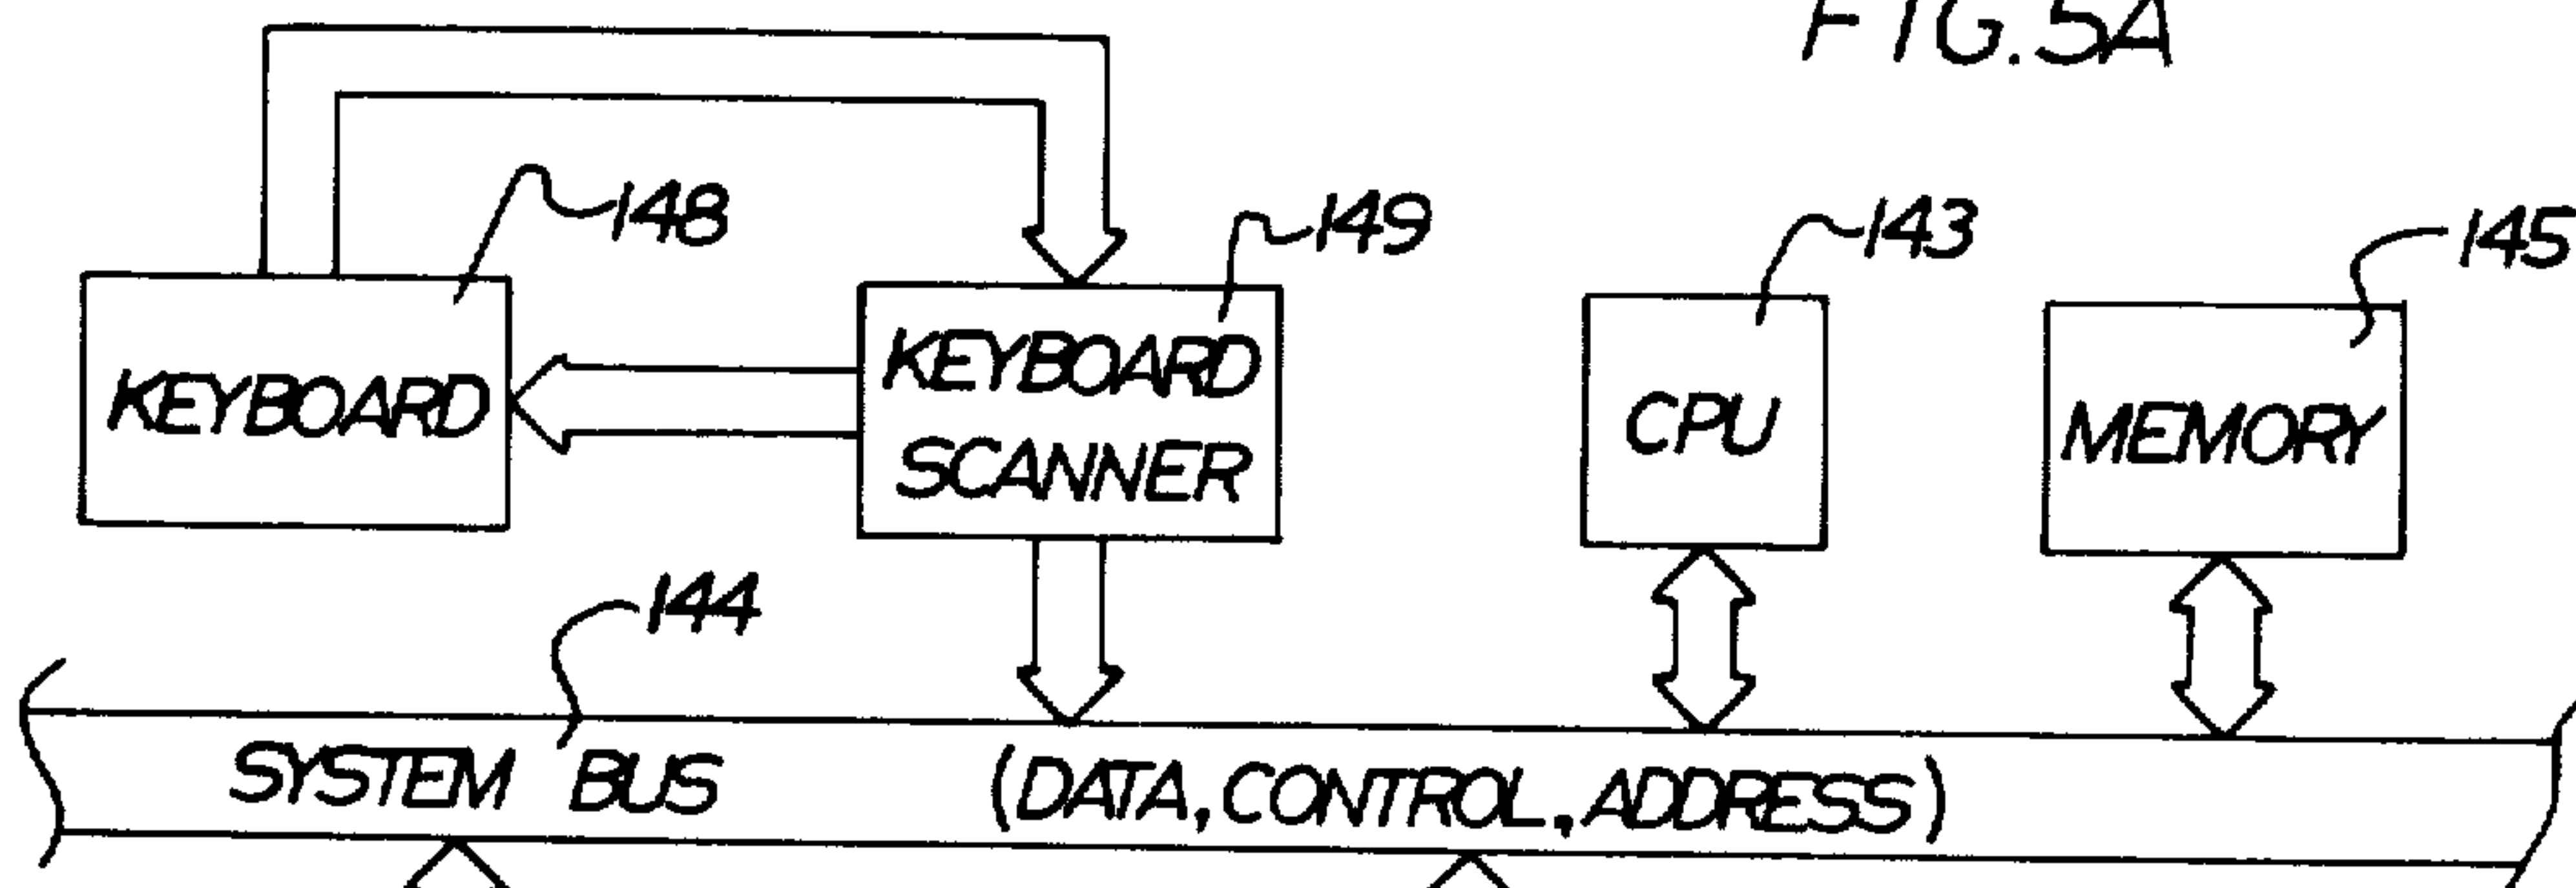 FIG. 5A
148
149
143
145
KEYBOARD
KEYBOARD
SCANNER
CPU
MEMORY
144
SYSTEM BUS (DATA, CONTROL, ADDRESS)